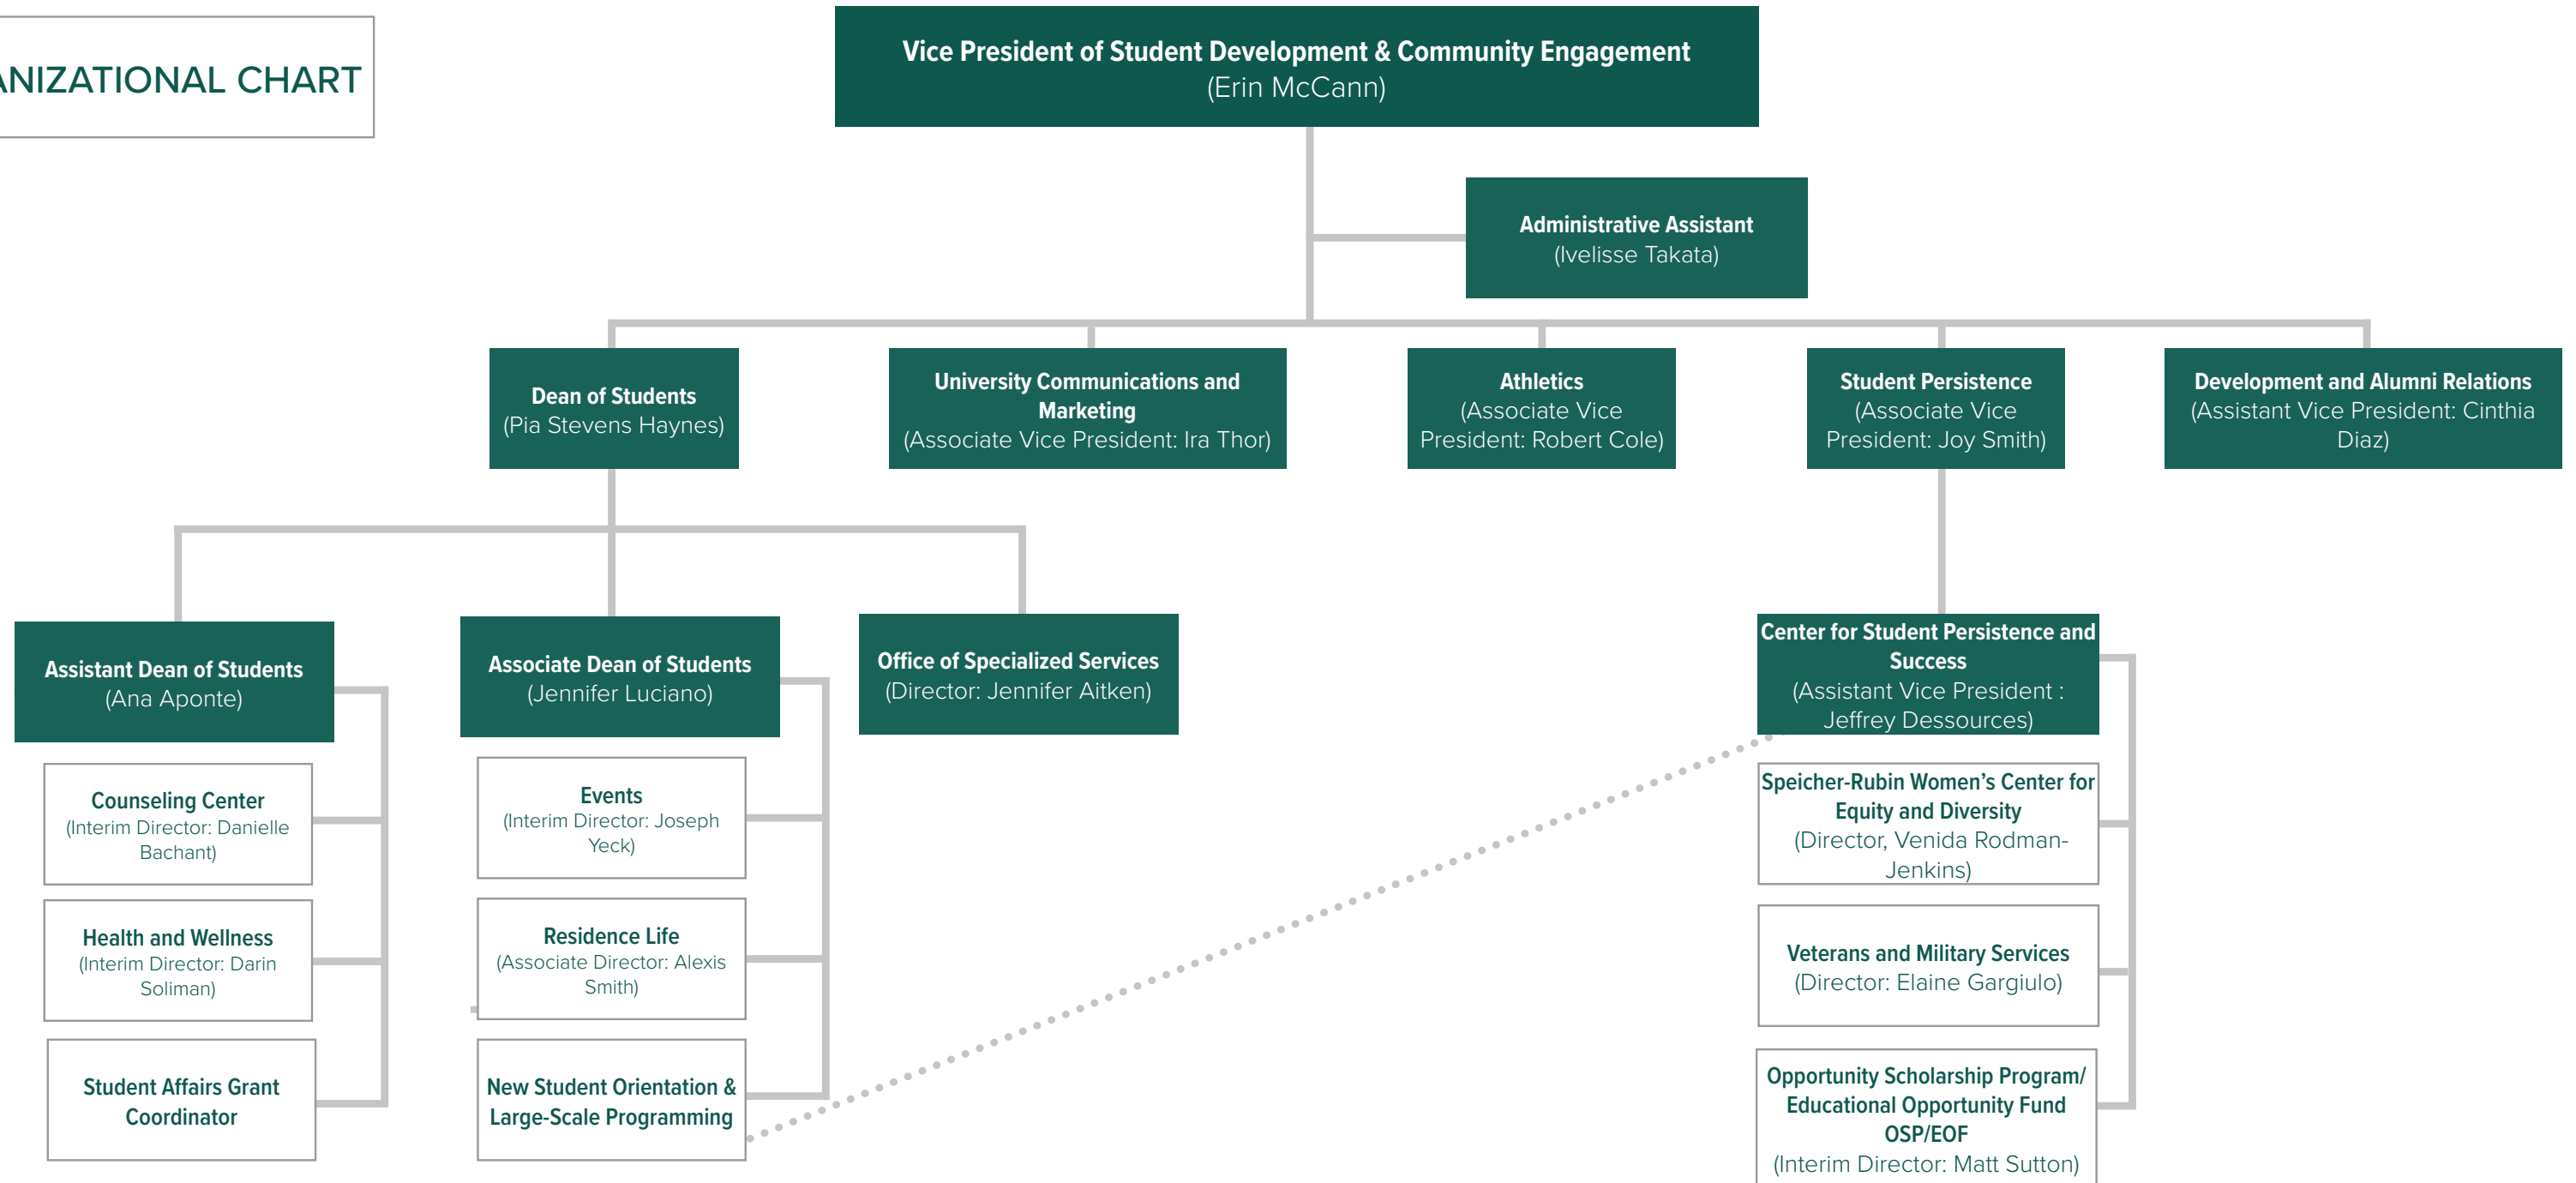 ANIZATIONAL CHART
Vice President of Student Development & Community Engagement
(Erin McCann)
Administrative Assistant
(Ivelisse Takata)
Dean of Students
(Pia Stevens Haynes)
University Communications and
Marketing
(Associate Vice President: Ira Thor)
Athletics
(Associate Vice
President: Robert Cole)
Student Persistence
(Associate Vice
President: Joy Smith)
Development and Alumni Relations
(Assistant Vice President: Cinthia
Diaz)
Assistant Dean of Students
(Ana Aponte)
Associate Dean of Students
(Jennifer Luciano)
Office of Specialized Services
(Director: Jennifer Aitken)
Center for Student Persistence and
Success
(Assistant Vice President :
Jeffrey Dessources)
Counseling Center
(Interim Director: Danielle
Bachant)
Health and Wellness
(Interim Director: Darin
Soliman)
Student Affairs Grant
Coordinator
Events
(Interim Director: Joseph
Yeck)
Residence Life
(Associate Director: Alexis
Smith)
New Student Orientation &
Large-Scale Programming
Speicher-Rubin Women’s Center for
Equity and Diversity
(Director, Venida Rodman-
Jenkins)
Veterans and Military Services
(Director: Elaine Gargiulo)
Opportunity Scholarship Program/
Educational Opportunity Fund
OSP/EOF
(Interim Director: Matt Sutton)